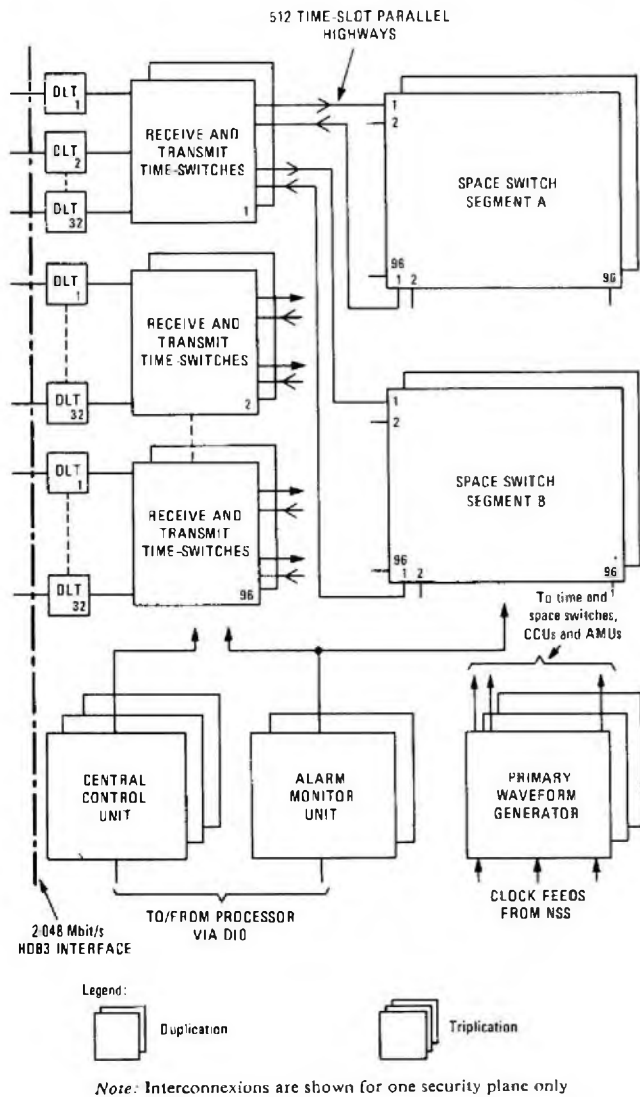 512 TIME-SLOT PARALLEL
HIGHWAYS
DLT
1
DLT
2
DLT
32
RECEIVE AND
TRANSMIT
TIME-SWITCHES
1
1
2
SPACE SWITCH
SEGMENT A
96
1 2
96
DLT
1
DLT
32
RECEIVE AND
TRANSMIT
TIME-SWITCHES
2
1
2
SPACE SWITCH
SEGMENT B
96
1 2
96
DLT
1
DLT
32
RECEIVE AND
TRANSMIT
TIME-SWITCHES
96
To time and
space switches,
CCUs and AMUs
CENTRAL
CONTROL
UNIT
ALARM
MONITOR
UNIT
PRIMARY
WAVEFORM
GENERATOR
TO/FROM PROCESSOR
VIA DIO
CLOCK FEEDS
FROM NSS
2 048 Mbit/s
HDB3 INTERFACE
Legend:
Duplication
Triplication
Note: Interconnexions are shown for one security plane only